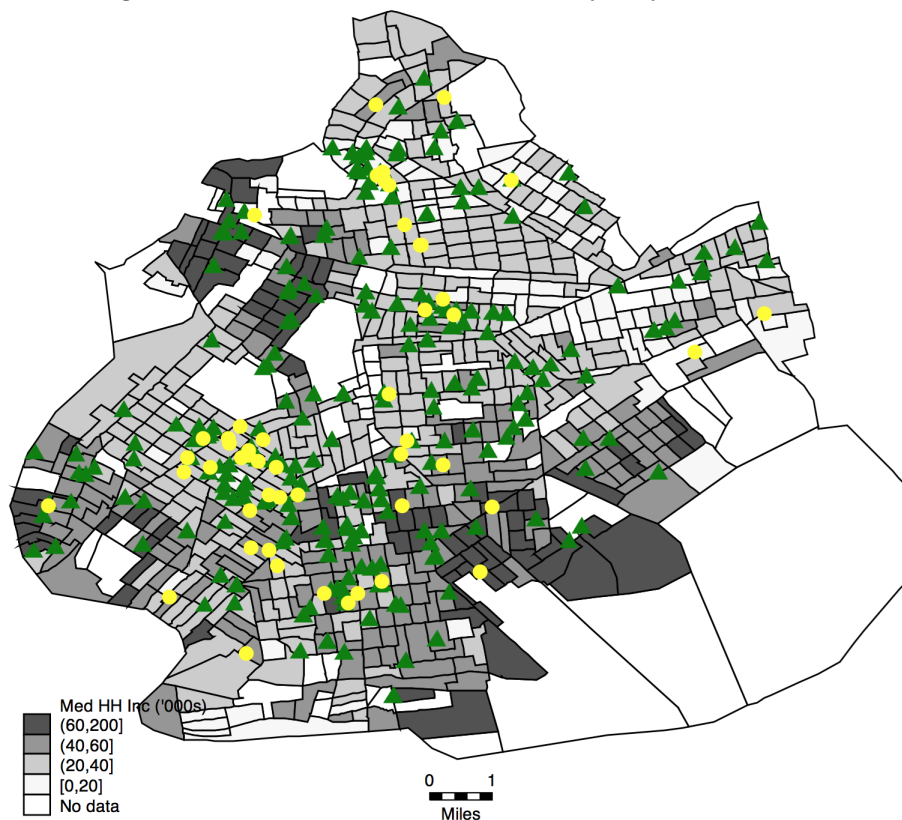 Med HH Inc ('000s)
(60,200]
(40,60]
(20,40]
[0,20]
No data
0 1
Miles